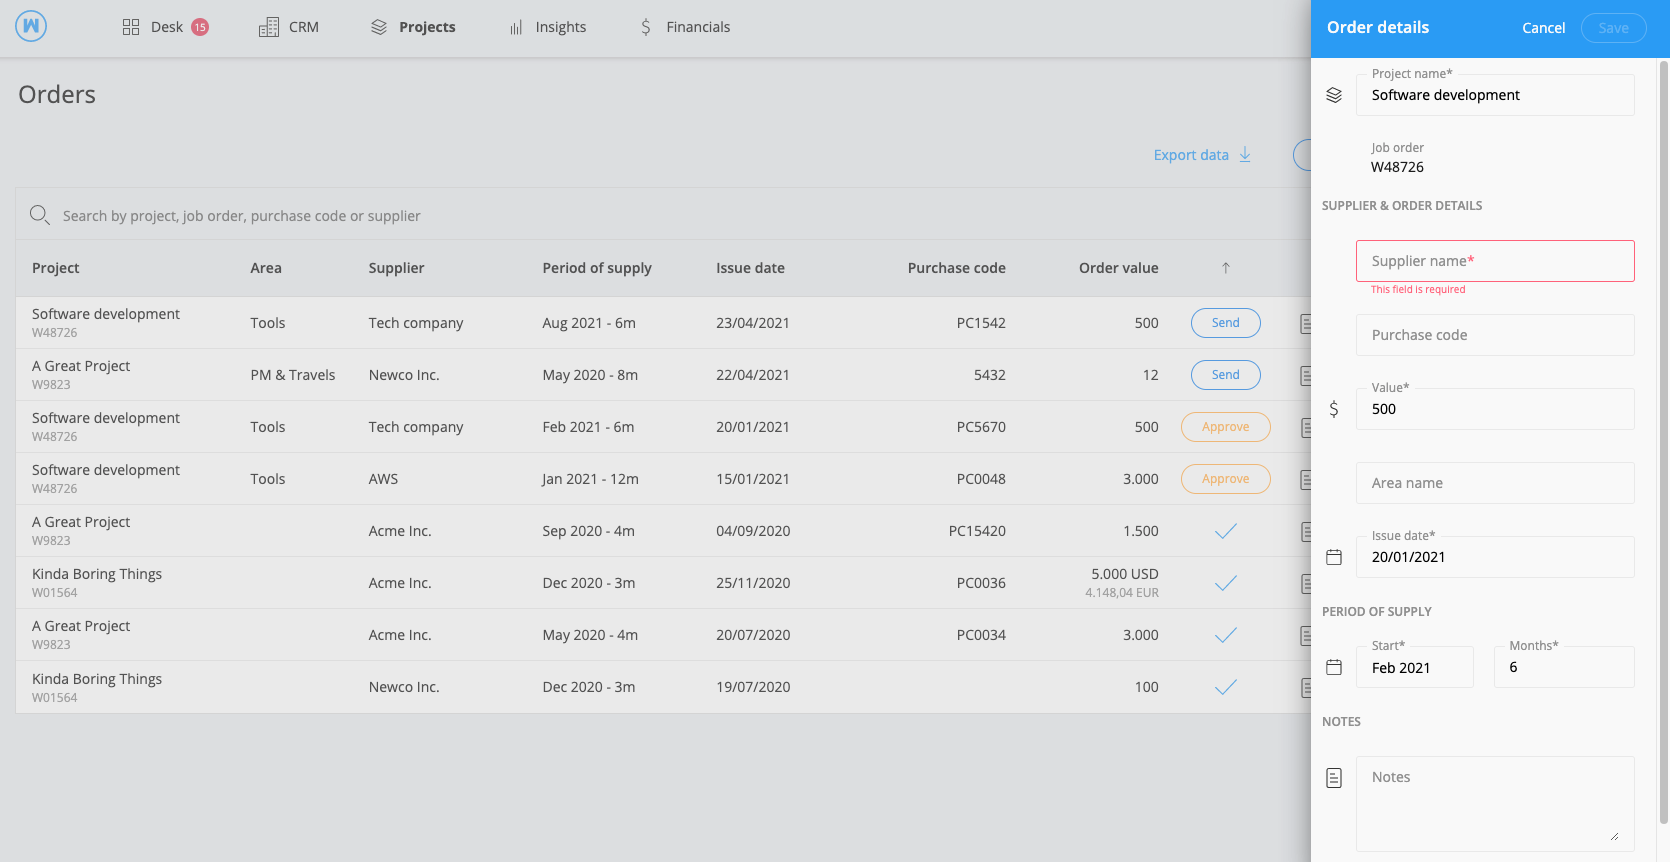 W
Desk 15
CRM
Projects
Insights
Financials
Order details
Cancel
Save
Orders
Export data
Search by project, job order, purchase code or supplier
Project Area Supplier Period of supply Issue date Purchase code Order value
Software development
W48726
Tools Tech company Aug 2021 - 6m 23/04/2021 PC1542 500 Send
A Great Project
W9823
PM & Travels Newco Inc. May 2020 - 8m 22/04/2021 5432 12 Send
Software development
W48726
Tools Tech company Feb 2021 - 6m 20/01/2021 PC5670 500 Approve
Software development
W48726
Tools AWS Jan 2021 - 12m 15/01/2021 PC0048 3.000 Approve
A Great Project
W9823
Acme Inc. Sep 2020 - 4m 04/09/2020 PC15420 1.500
Kinda Boring Things
W01564
Acme Inc. Dec 2020 - 3m 25/11/2020 PC0036 5.000 USD
4.148,04 EUR
A Great Project
W9823
Acme Inc. May 2020 - 4m 20/07/2020 PC0034 3.000
Kinda Boring Things
W01564
Newco Inc. Dec 2020 - 3m 19/07/2020 100
Project name*
Software development
Job order
W48726
SUPPLIER & ORDER DETAILS
Supplier name*
This field is required
Purchase code
Value*
$ 500
Area name
Issue date*
20/01/2021
PERIOD OF SUPPLY
Start* Months*
Feb 2021 6
NOTES
Notes